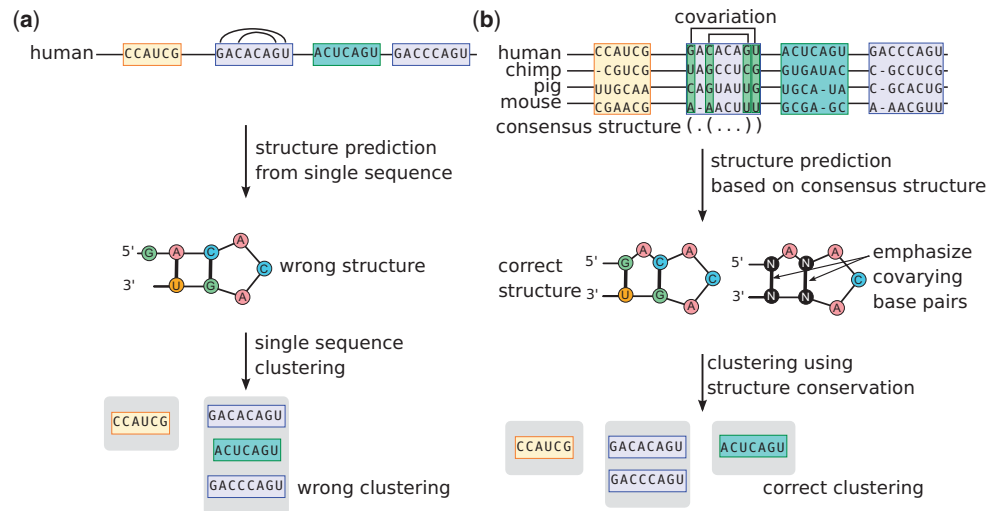 (a)
human
CCAUCG
GACACAGU
ACUCAGU
GACCCAGU
structure prediction
from single sequence
5'
G
A
C
A
C
A
G
U
3'
wrong structure
single sequence
clustering
CCAUCG
GACACAGU
ACUCAGU
GACCCAGU
wrong clustering
(b)
covariation
human CCAUCG GACACAGU ACUCAGU GACCCAGU
chimp -CGUCG UAGCCUCG GUGAUAC C-GCCUCG
pig UUGCAA CAGUAUUG UGCA-UA C-GCACUG
mouse CGAACG A-AACUUU GCGA-GC A-AACGUU
consensus structure (.(...))
structure prediction
based on consensus structure
correct
structure
5'
G
A
C
A
C
A
G
U
3'
5'
N
A
N
A
C
A
N
N
3'
emphasize
covarying
base pairs
clustering using
structure conservation
CCAUCG
GACACAGU
GACCCAGU
ACUCAGU
correct clustering